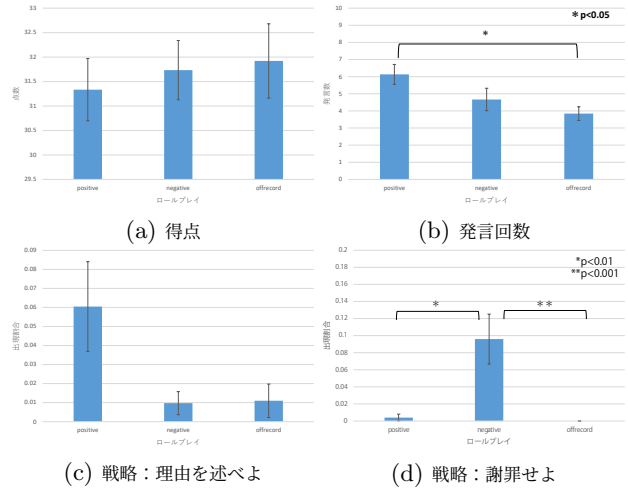 33
32.5
32
31.5
31
30.5
30
29.5
点数
positive negative offrecord
ロールプレイ
(a) 得点
10
9
8
7
6
5
4
3
2
1
0
発言数
*p<0.05
*
positive negative offrecord
ロールプレイ
(b) 発言回数
0.09
0.08
0.07
0.06
0.05
0.04
0.03
0.02
0.01
0
出現割合
positive negative offrecord
ロールプレイ
(c) 戦略：理由を述べよ
0.2
0.18
0.16
0.14
0.12
0.1
0.08
0.06
0.04
0.02
0
出現割合
*p<0.01
**p<0.001
* **
positive negative offrecord
ロールプレイ
(d) 戦略：謝罪せよ